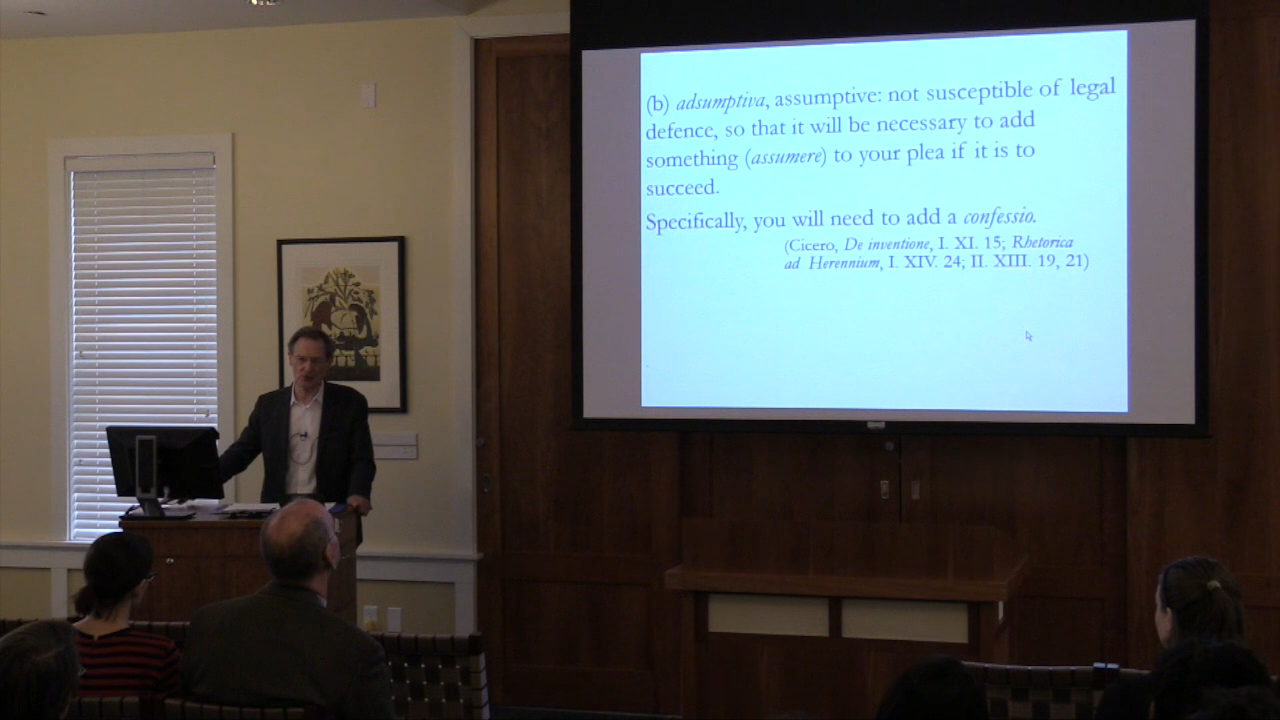 (b) adsumptiva, assumptive: not susceptible of legal
defence, so that it will be necessary to add
something (assumere) to your plea if it is to
succeed.
Specifically, you will need to add a confessio.
(Cicero, De inventione, I. XI. 15; Rhetorica
ad Herennium, I. XIV. 24; II. XIII. 19, 21)